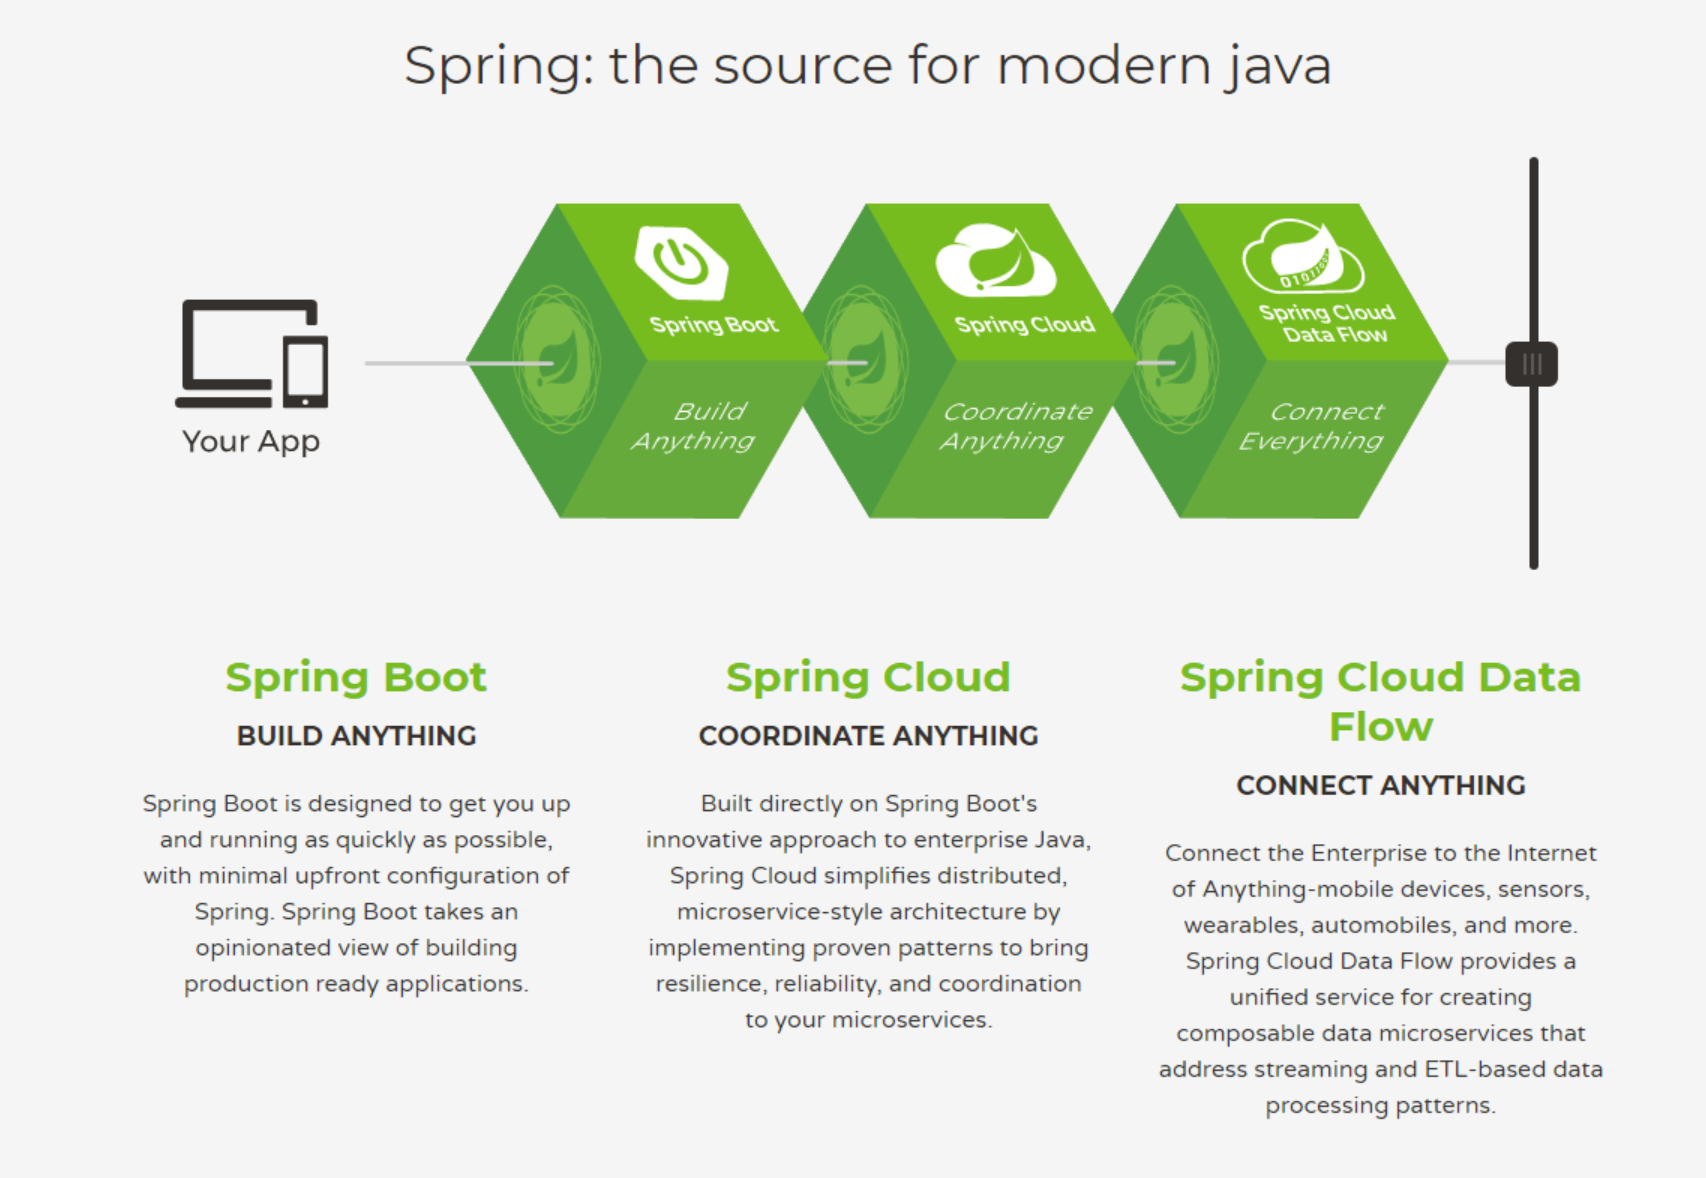 Spring: the source for modern java
Your App
Spring Boot
Build
Anything
Spring Cloud
Coordinate
Anything
Spring Cloud
Data Flow
Connect
Everything
Spring Boot
BUILD ANYTHING
Spring Boot is designed to get you up
and running as quickly as possible,
with minimal upfront configuration of
Spring. Spring Boot takes an
opinionated view of building
production ready applications.
Spring Cloud
COORDINATE ANYTHING
Built directly on Spring Boot's
innovative approach to enterprise Java,
Spring Cloud simplifies distributed,
microservice-style architecture by
implementing proven patterns to bring
resilience, reliability, and coordination
to your microservices.
Spring Cloud Data
Flow
CONNECT ANYTHING
Connect the Enterprise to the Internet
of Anything-mobile devices, sensors,
wearables, automobiles, and more.
Spring Cloud Data Flow provides a
unified service for creating
composable data microservices that
address streaming and ETL-based data
processing patterns.